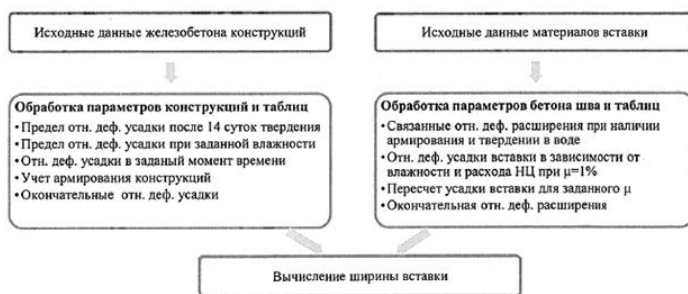 Исходные данные железобетона конструкций
Исходные данные материалов вставки
Обработка параметров конструкций и таблиц
•Предел отн. деф. усадки после 14 суток твердения
•Предел отн. деф. усадки при заданной влажности
•Отн. деф. усадки в заданый момент времени
•Учет армирования конструкций
•Окончательные отн. деф. усадки
Обработка параметров бетона шва и таблиц
•Связанные отн. деф. расширения при наличии
армирования и твердении в воде
•Отн. деф. усадки вставки в зависимости от
влажности и расхода НЦ при μ=1%
•Пересчет усадки вставки для заданного μ
•Окончательная отн. деф. расширения
Вычисление ширины вставки